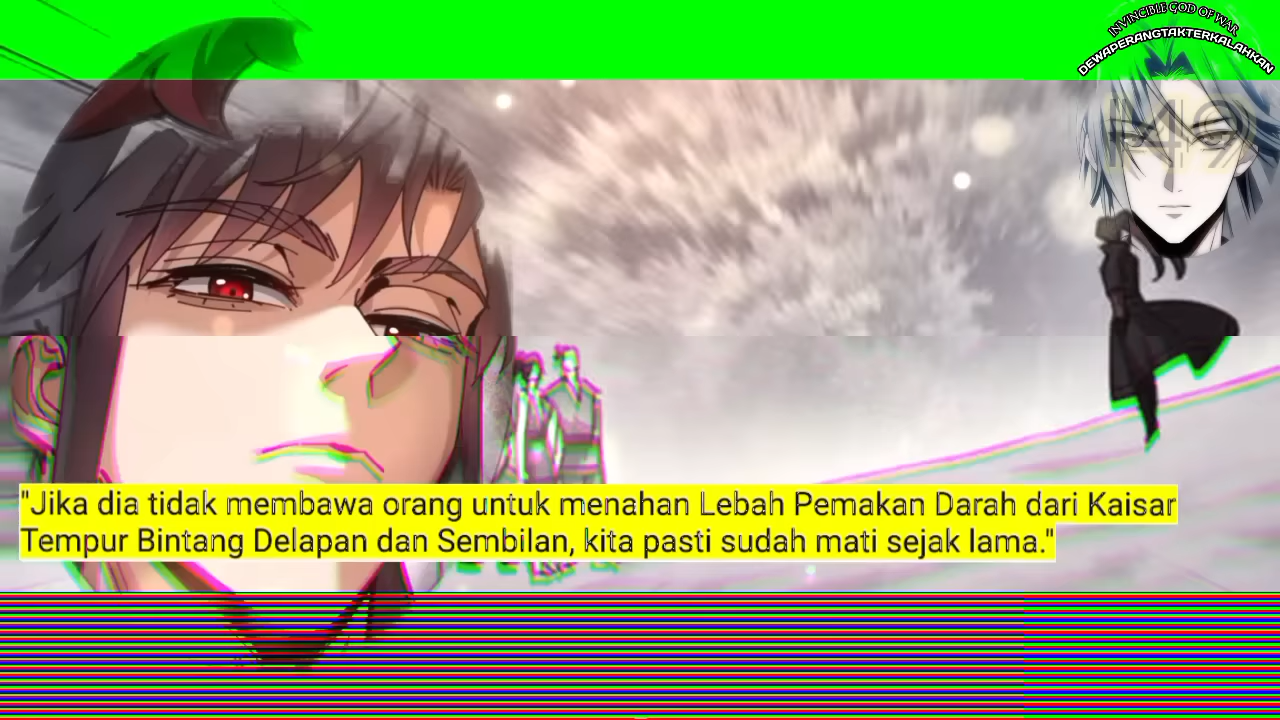 INVINCIBLE GOD OF WAR
DEWAPERANGTAKTERKALAHKAN
149
"Jika dia tidak membawa orang untuk menahan Lebah Pemakan Darah dari Kaisar
Tempur Bintang Delapan dan Sembilan, kita pasti sudah mati sejak lama."